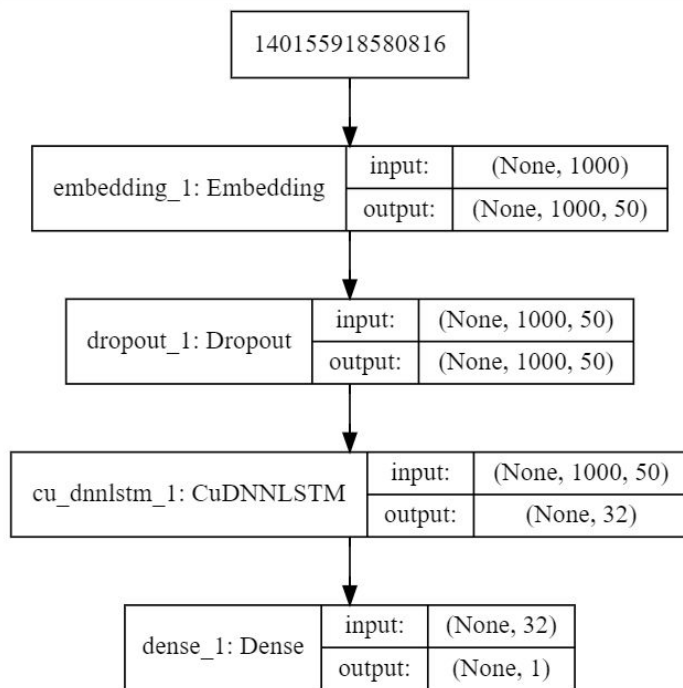 140155918580816
embedding_1: Embedding
input:
(None, 1000)
output:
(None, 1000, 50)
dropout_1: Dropout
input:
(None, 1000, 50)
output:
(None, 1000, 50)
cu_dnnlstm_1: CuDNNLSTM
input:
(None, 1000, 50)
output:
(None, 32)
dense_1: Dense
input:
(None, 32)
output:
(None, 1)